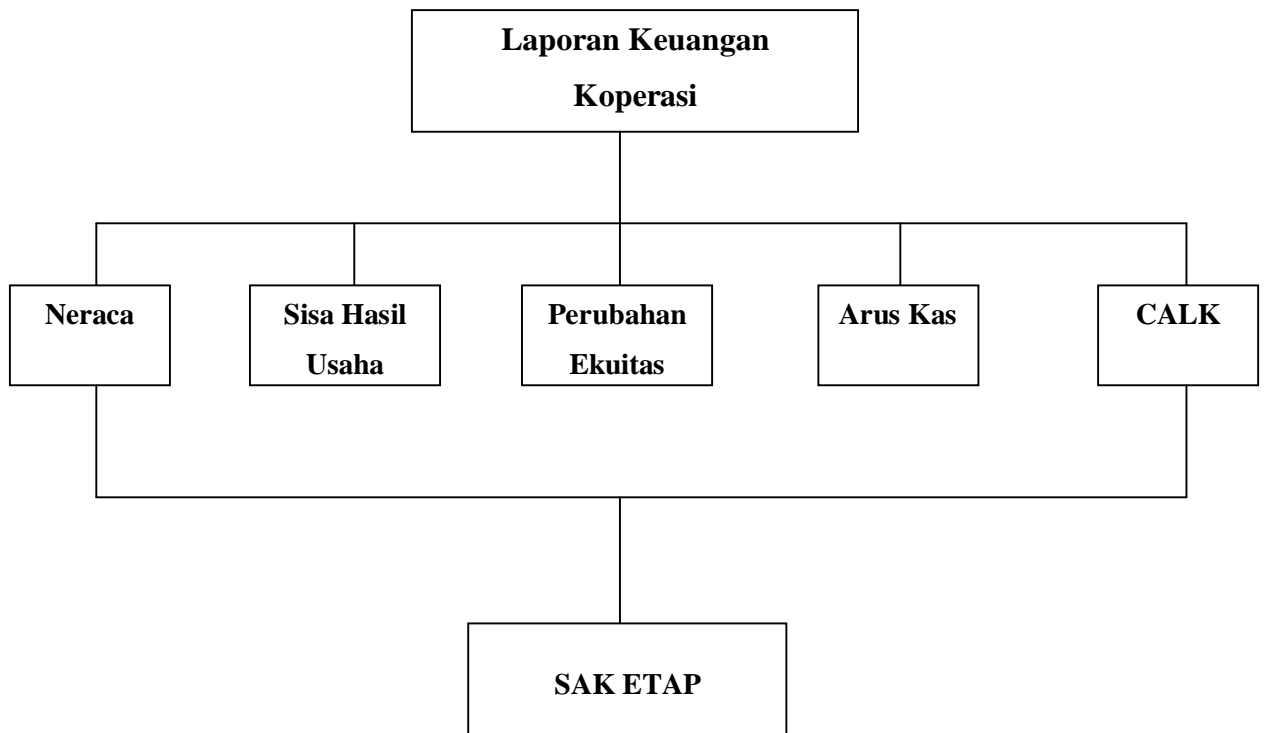 Laporan Keuangan
Koperasi
Neraca
Sisa Hasil
Usaha
Perubahan
Ekuitas
Arus Kas
CALK
SAK ETAP